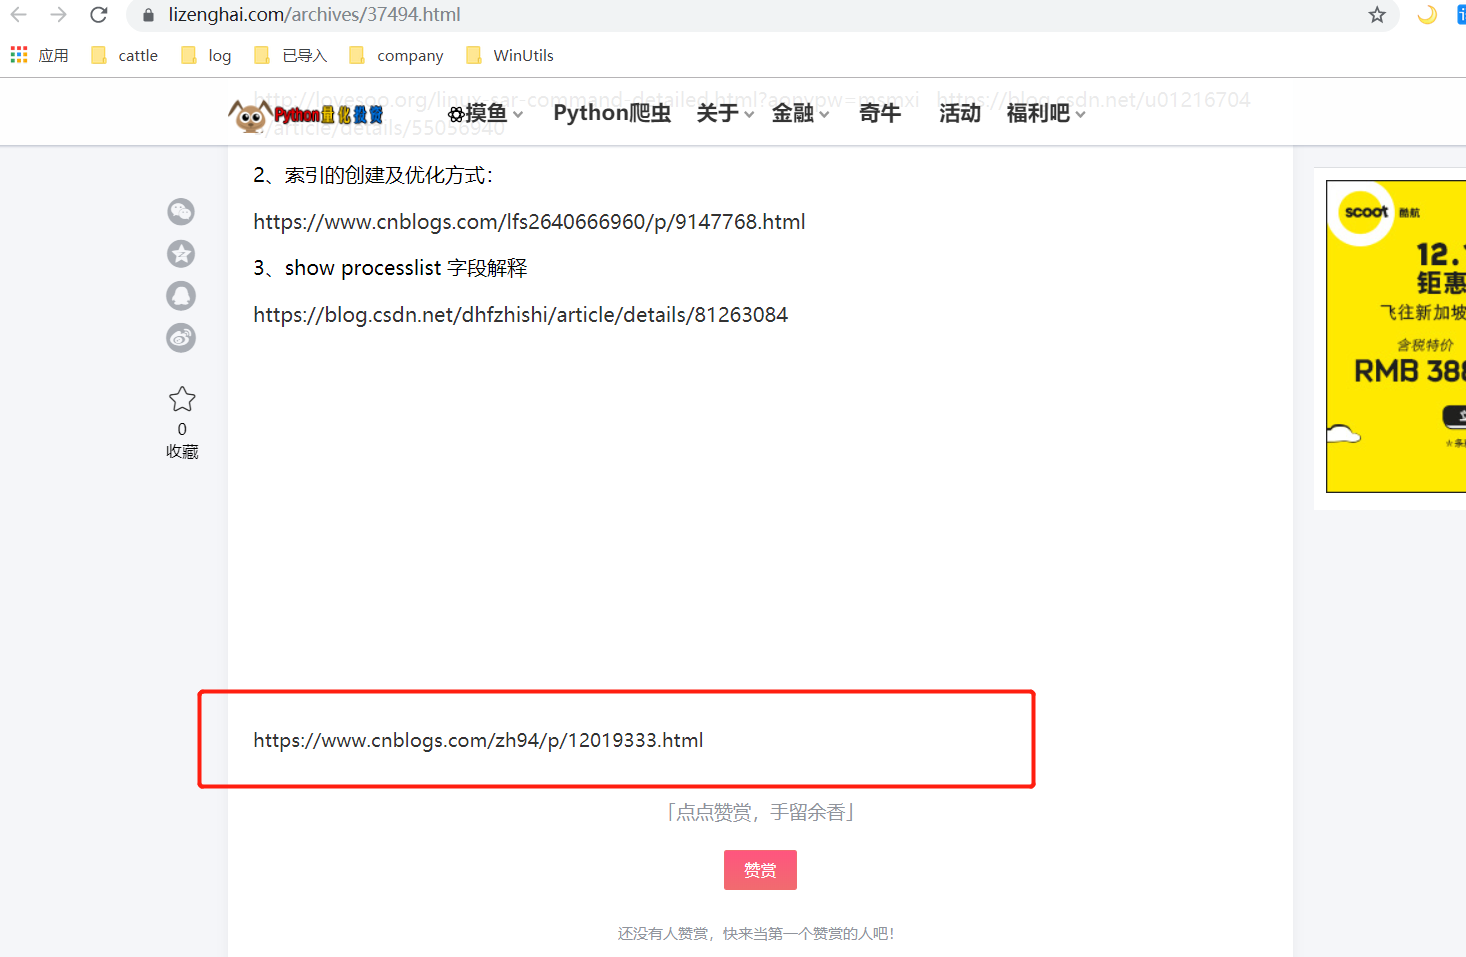 lizenghai.com/archives/37494.html
应用 cattle log 已导入 company WinUtils
http://lovesoo.org/linux-sar-command-detailed.html?aonypw=msmxi https://blog.csdn.net/u01216704
/article/details/55036940
Python量化投资 摸鱼 Python爬虫 关于 金融 奇牛 活动 福利吧
2、索引的创建及优化方式：
https://www.cnblogs.com/lfs2640666960/p/9147768.html
3、show processlist 字段解释
https://blog.csdn.net/dhfzhishi/article/details/81263084
0
收藏
scoot 酷航
12.
钜惠
飞往新加坡
含税特价
RMB 388
https://www.cnblogs.com/zh94/p/12019333.html
「点点赞赏，手留余香」
赞赏
还没有人赞赏，快来当第一个赞赏的人吧！